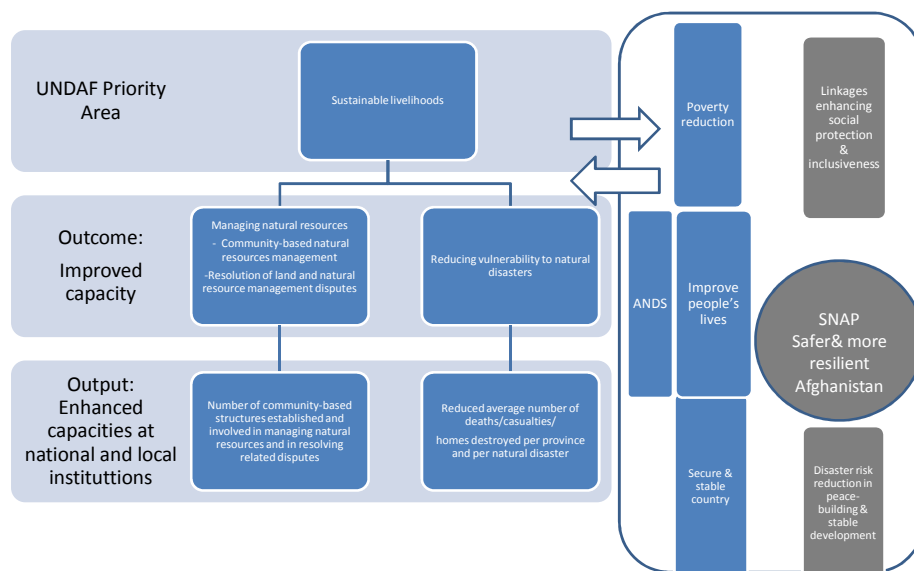 UNDAF Priority
Area
Sustainable livelihoods
Outcome:
Improved
capacity
Managing natural resources
- Community-based natural
resources management
-Resolution of land and natural
resource management disputes
Reducing vulnerability to natural
disasters
Output:
Enhanced
capacities at
national and local
instituttions
Number of community-based
structures established and
involved in managing natural
resources and in resolving
related disputes
Reduced average number of
deaths/casualties/
homes destroyed per province
and per natural disaster
Poverty
reduction
ANDS
Improve
people's
lives
Secure &
stable
country
Linkages
enhancing
social
protection
&
inclusiveness
SNAP
Safer& more
resilient
Afghanistan
Disaster risk
reduction in
peace-
building &
stable
development